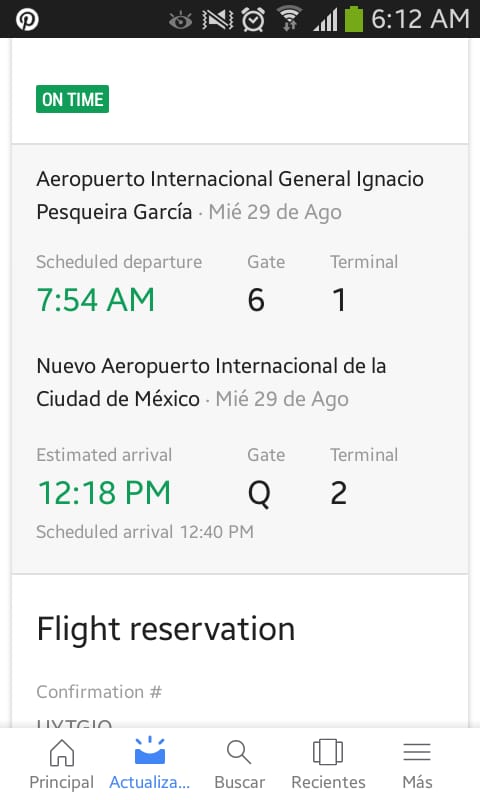 6:12 AM
ON TIME
Aeropuerto Internacional General Ignacio
Pesqueira García · Mié 29 de Ago
Scheduled departure Gate Terminal
7:54 AM 6 1
Nuevo Aeropuerto Internacional de la
Ciudad de México · Mié 29 de Ago
Estimated arrival Gate Terminal
12:18 PM Q 2
Scheduled arrival 12:40 PM
Flight reservation
Confirmation #
Principal Actualiza... Buscar Recientes Más